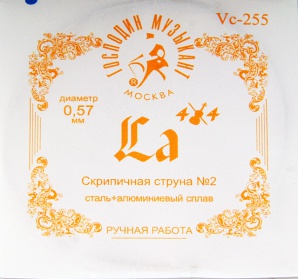 Vc-255
ГОСПОДИН МУЗЫКАНТ
®
МОСКВА
диаметр
0,57
мм
La 4/4
Скрипичная струна №2
сталь+алюминиевый сплав
РУЧНАЯ РАБОТА